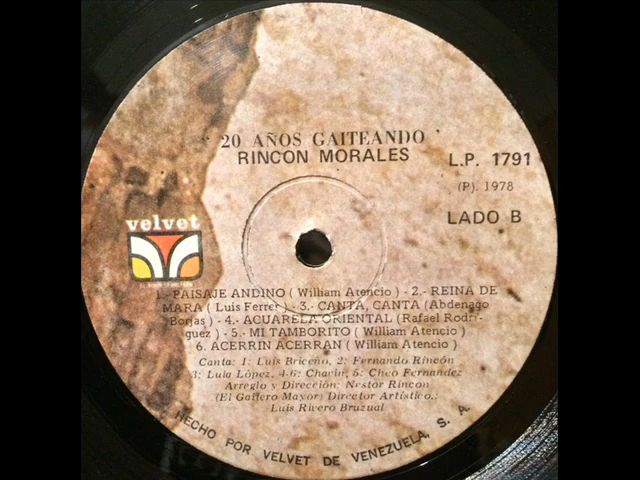 " 20 AÑOS GAITEANDO "
RINCON MORALES
L.P. 1791
(P). 1978
LADO B
velvet
1.- PAISAJE ANDINO ( William Atencio ) - 2.- REINA DE
MARA ( Luis Ferrer ) - 3.- CANTA, CANTA (Abdenago
Borjas ) - 4.- ACUARELA ORIENTAL ( Rafael Rodri-
guez ) - 5.- MI TAMBORITO ( William Atencio )
6. ACERRIN ACERRAN ( William Atencio )
Canta: 1: Luis Briceño, 2: Fernando Rincón
3: Lula López, 4-6: Chavín, 5: Cheo Fernandez
Arreglo y Dirección: Nestor Rincon
(El Gaitero Mayor) Director Artístico.:
Luis Rivero Bruzual
HECHO POR VELVET DE VENEZUELA, S. A.